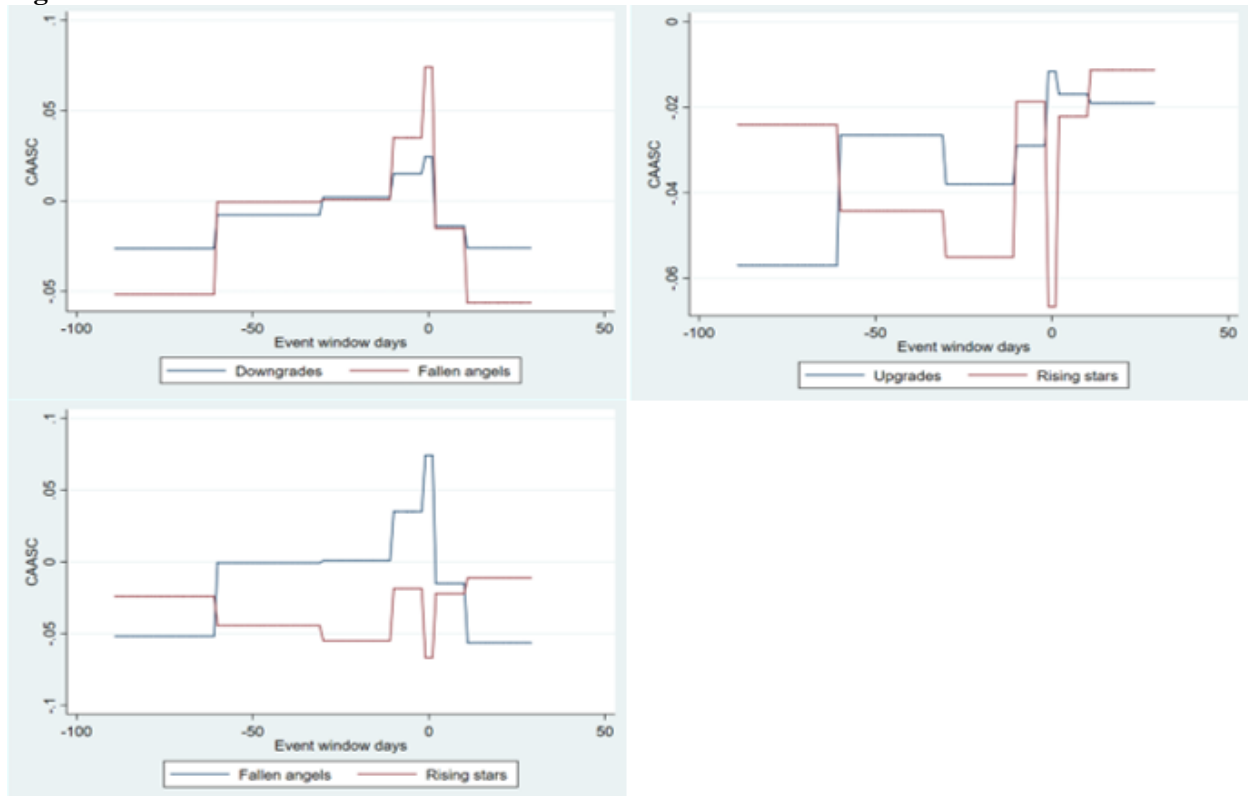 .1
.05
0
-.05
CAASC
-100 -50 0 50
Event window days
Downgrades Fallen angels
0
-.02
-.04
-.06
CAASC
-100 -50 0 50
Event window days
Upgrades Rising stars
.1
.05
0
-.05
-.1
CAASC
-100 -50 0 50
Event window days
Fallen angels Rising stars